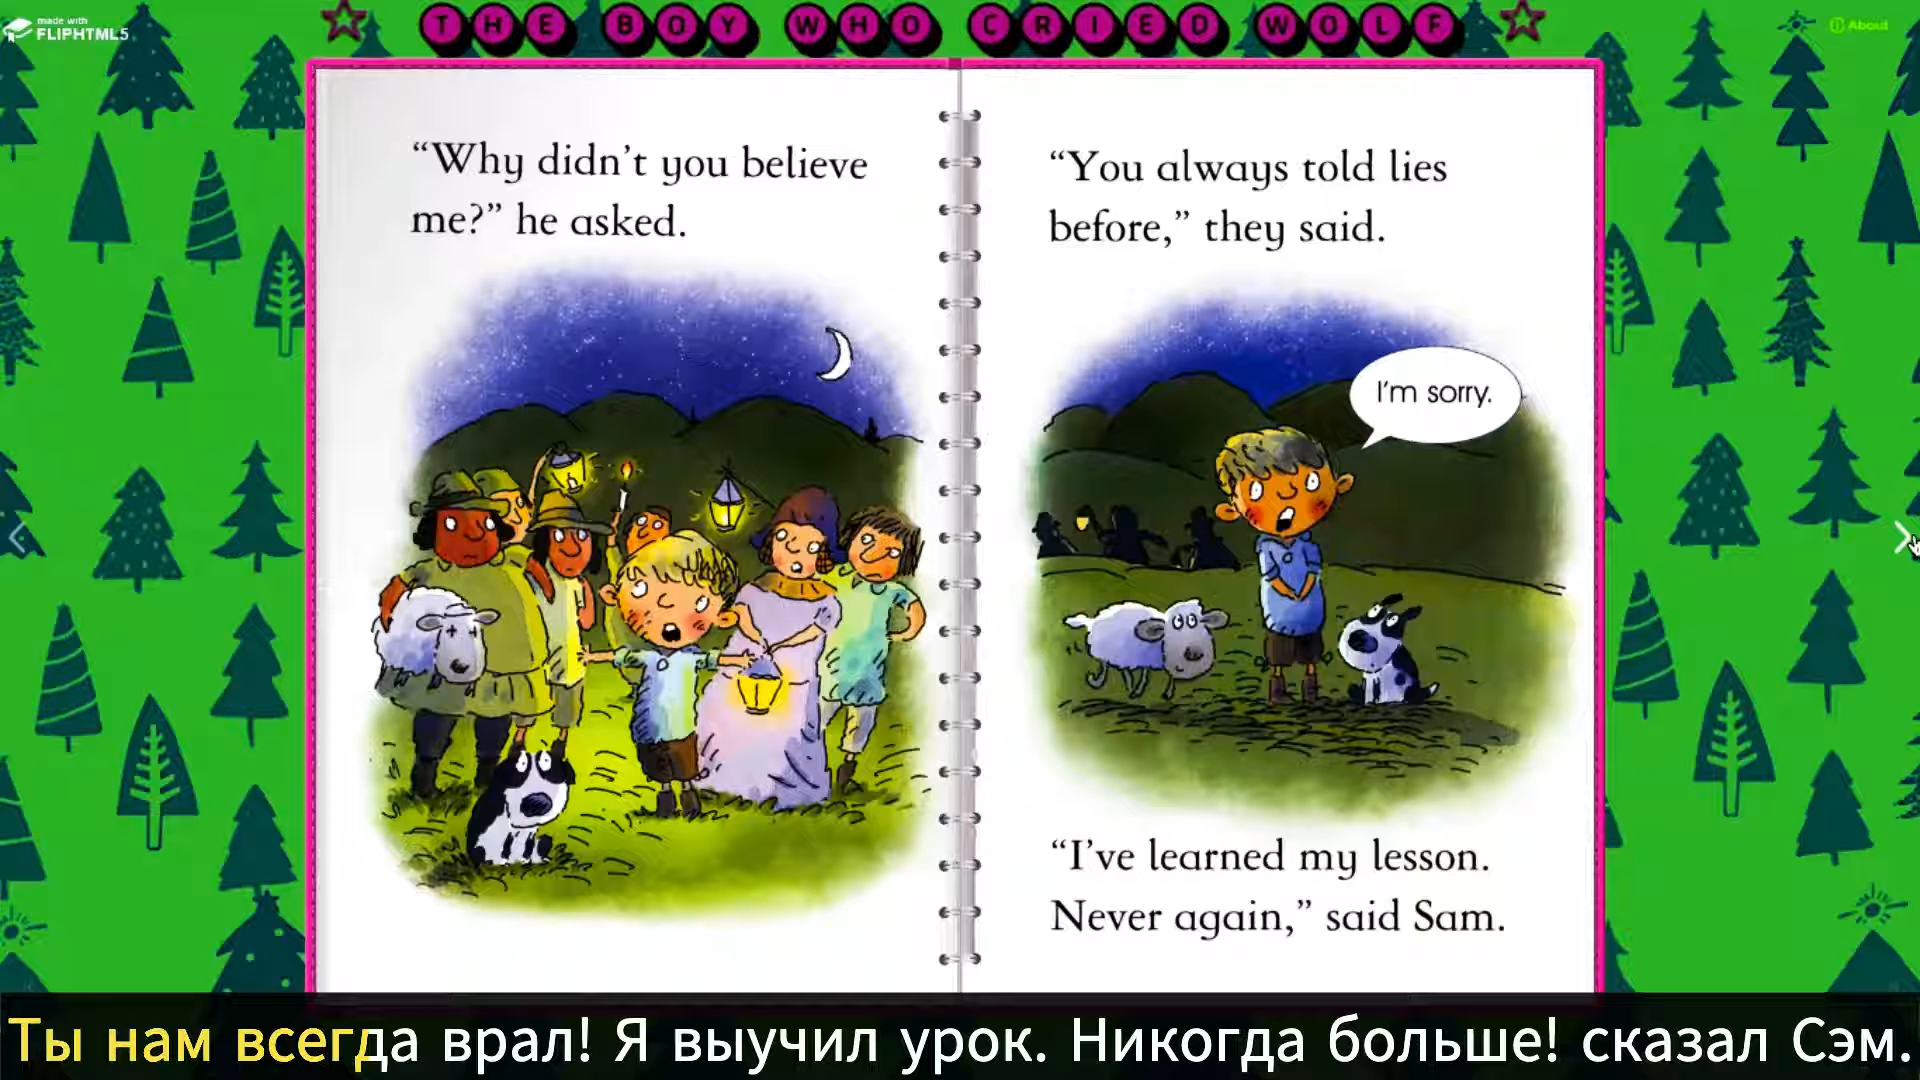 made with
FLIPHTML5
THE BOY WHO CRIED WOLF
About
“Why didn’t you believe
me?” he asked.
“You always told lies
before,” they said.
I’m sorry.
“I’ve learned my lesson.
Never again,” said Sam.
Ты нам всегда врал! Я выучил урок. Никогда больше! сказал Сэм.